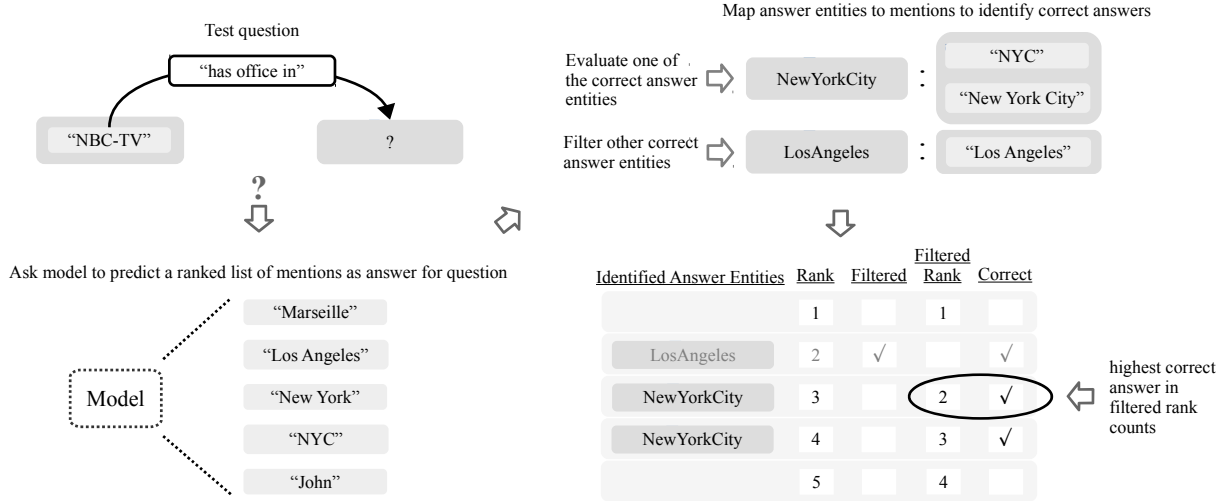 Test question
“has office in”
“NBC-TV”
?
?
Ask model to predict a ranked list of mentions as answer for question
Model
“Marseille”
“Los Angeles”
“New York”
“NYC”
“John”
Map answer entities to mentions to identify correct answers
Evaluate one of
the correct answer
entities
NewYorkCity
:
“NYC”
“New York City”
Filter other correct
answer entities
LosAngeles
:
“Los Angeles”
Identified Answer Entities Rank Filtered Filtered Rank Correct
1 1
LosAngeles 2 √ √
NewYorkCity 3 2 √
NewYorkCity 4 3 √
5 4
highest correct
answer in
filtered rank
counts